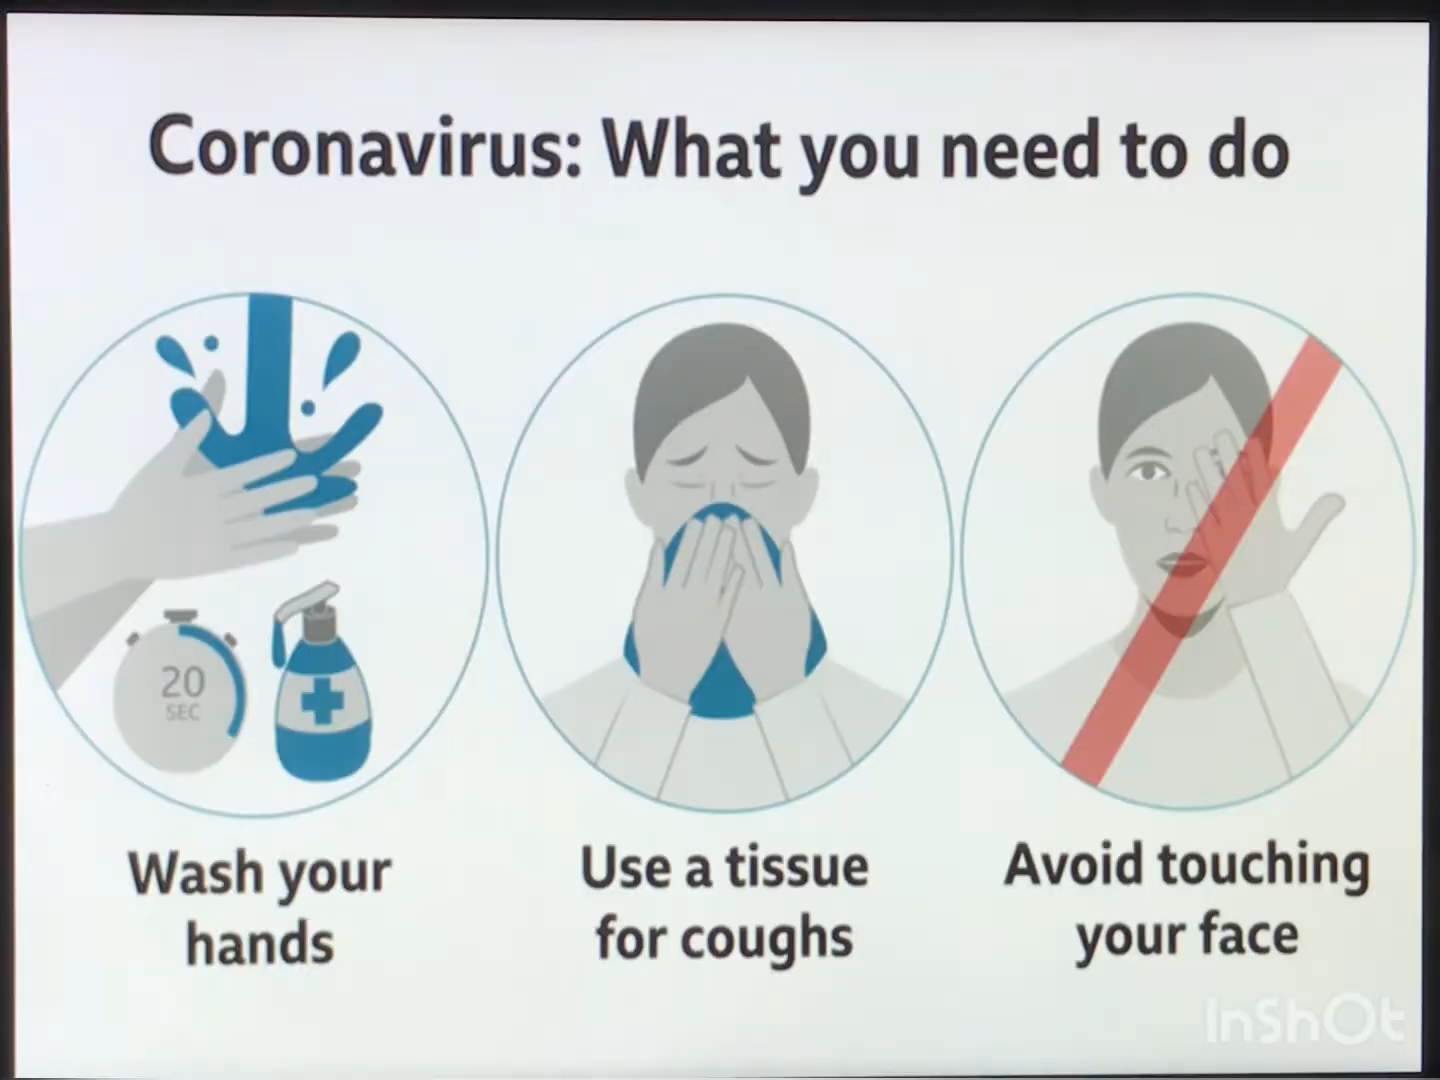 Coronavirus: What you need to do
20
SEC
Wash your
hands
Use a tissue
for coughs
Avoid touching
your face
InShOt